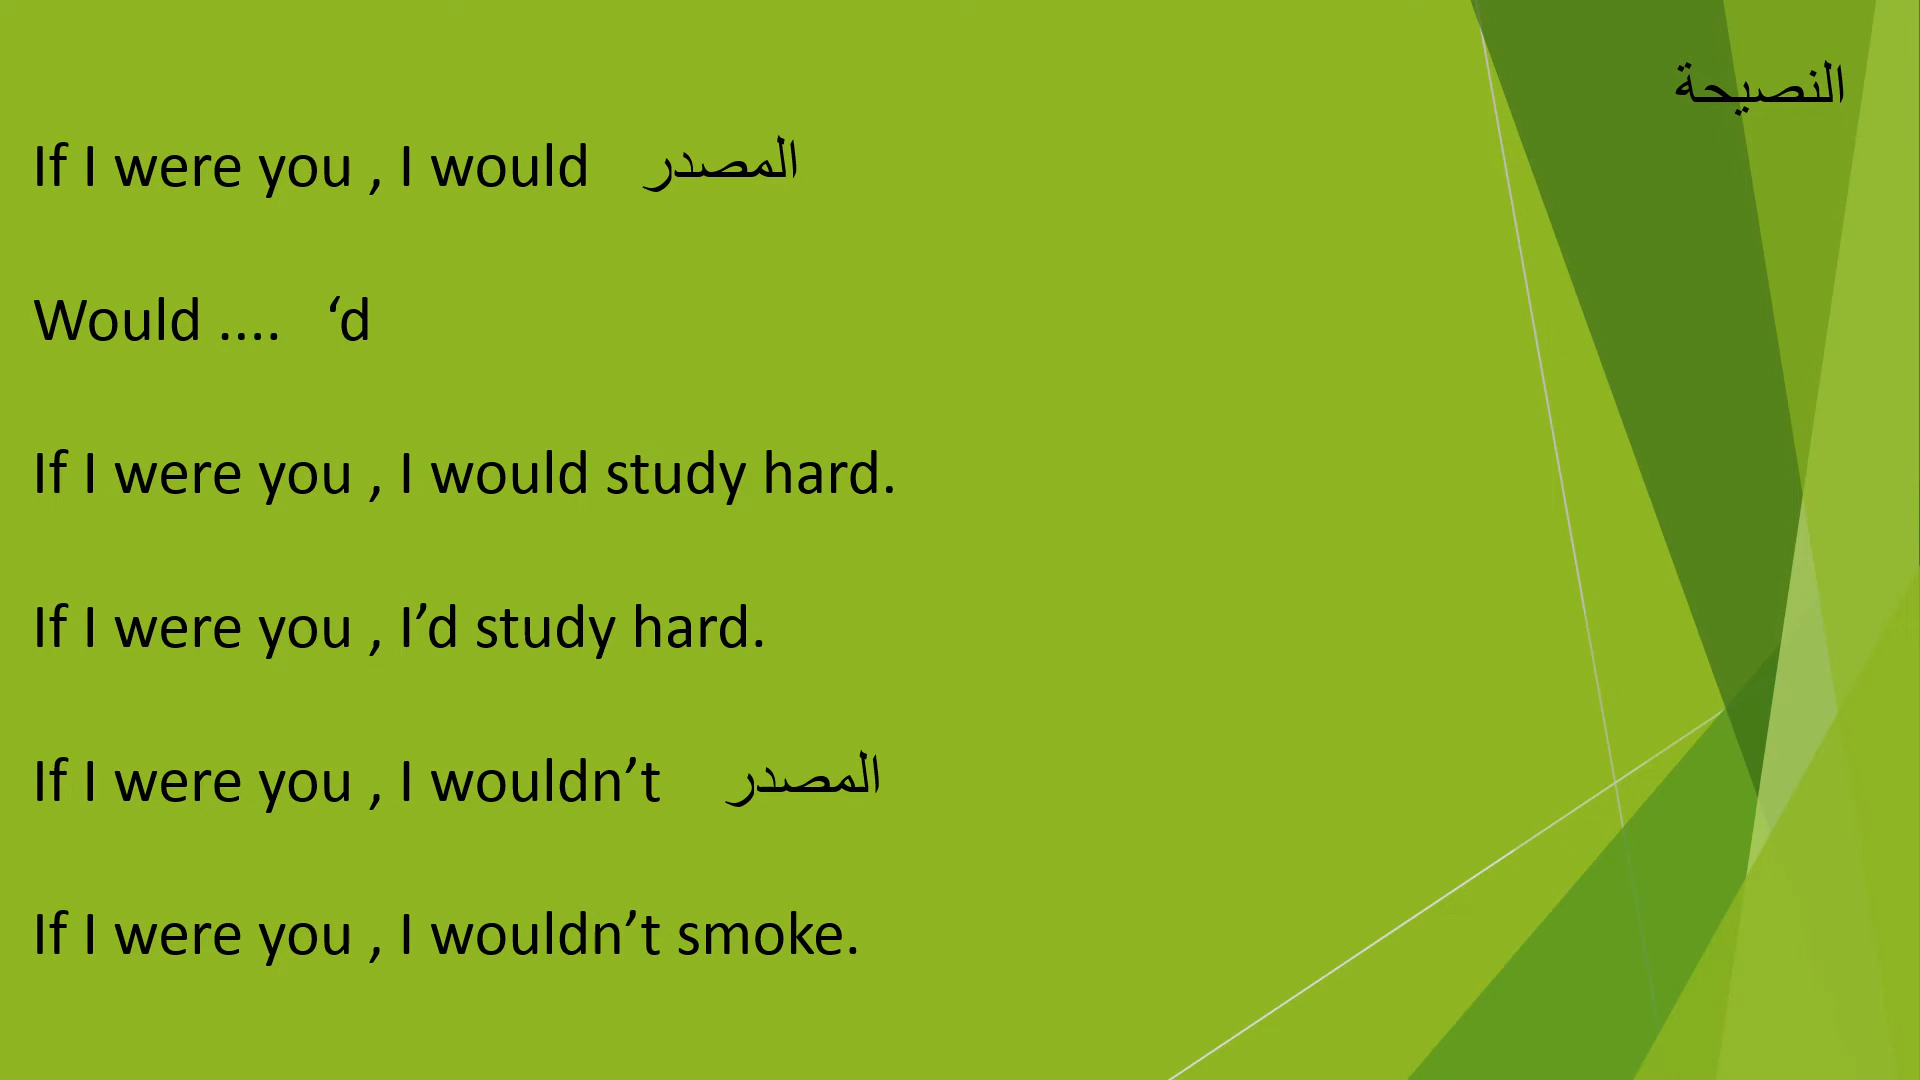 النصيحة
If I were you , I would المصدر
Would .... ‘d
If I were you , I would study hard.
If I were you , I’d study hard.
If I were you , I wouldn’t المصدر
If I were you , I wouldn’t smoke.